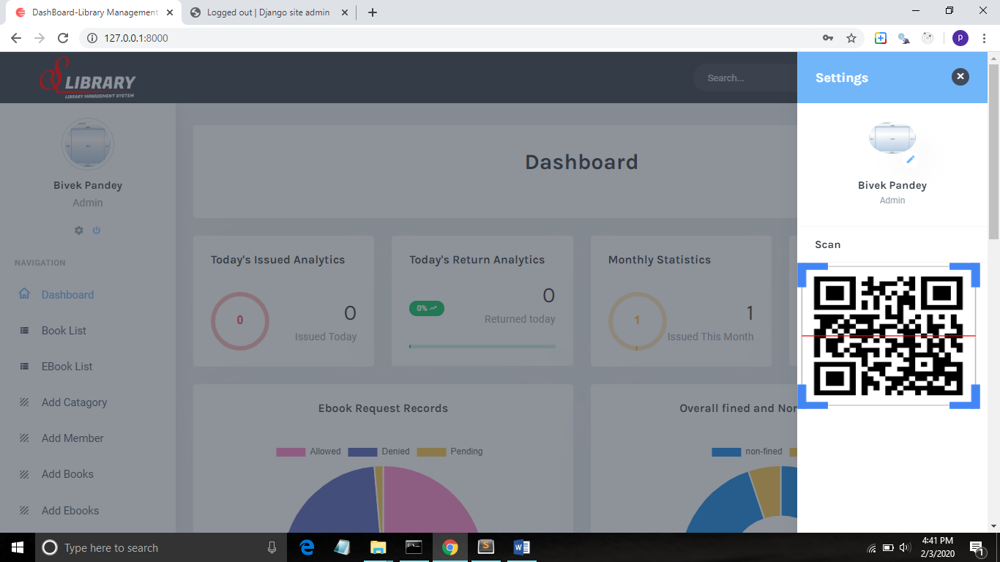 DashBoard-Library Management
Logged out | Django site admin
127.0.0.1:8000
P
S LIBRARY
LIBRARY MANAGEMENT SYSTEM
Search...
Settings
Bivek Pandey
Admin
NAVIGATION
Dashboard
Book List
EBook List
Add Catagory
Add Member
Add Books
Add Ebooks
Dashboard
Today's Issued Analytics
0
0
Issued Today
Today's Return Analytics
0%
0
Returned today
Monthly Statistics
1
1
Issued This Month
Ebook Request Records
Allowed Denied Pending
Overall fined and Nor
non-fined
Bivek Pandey
Admin
Scan
Type here to search
4:41 PM
2/3/2020
1